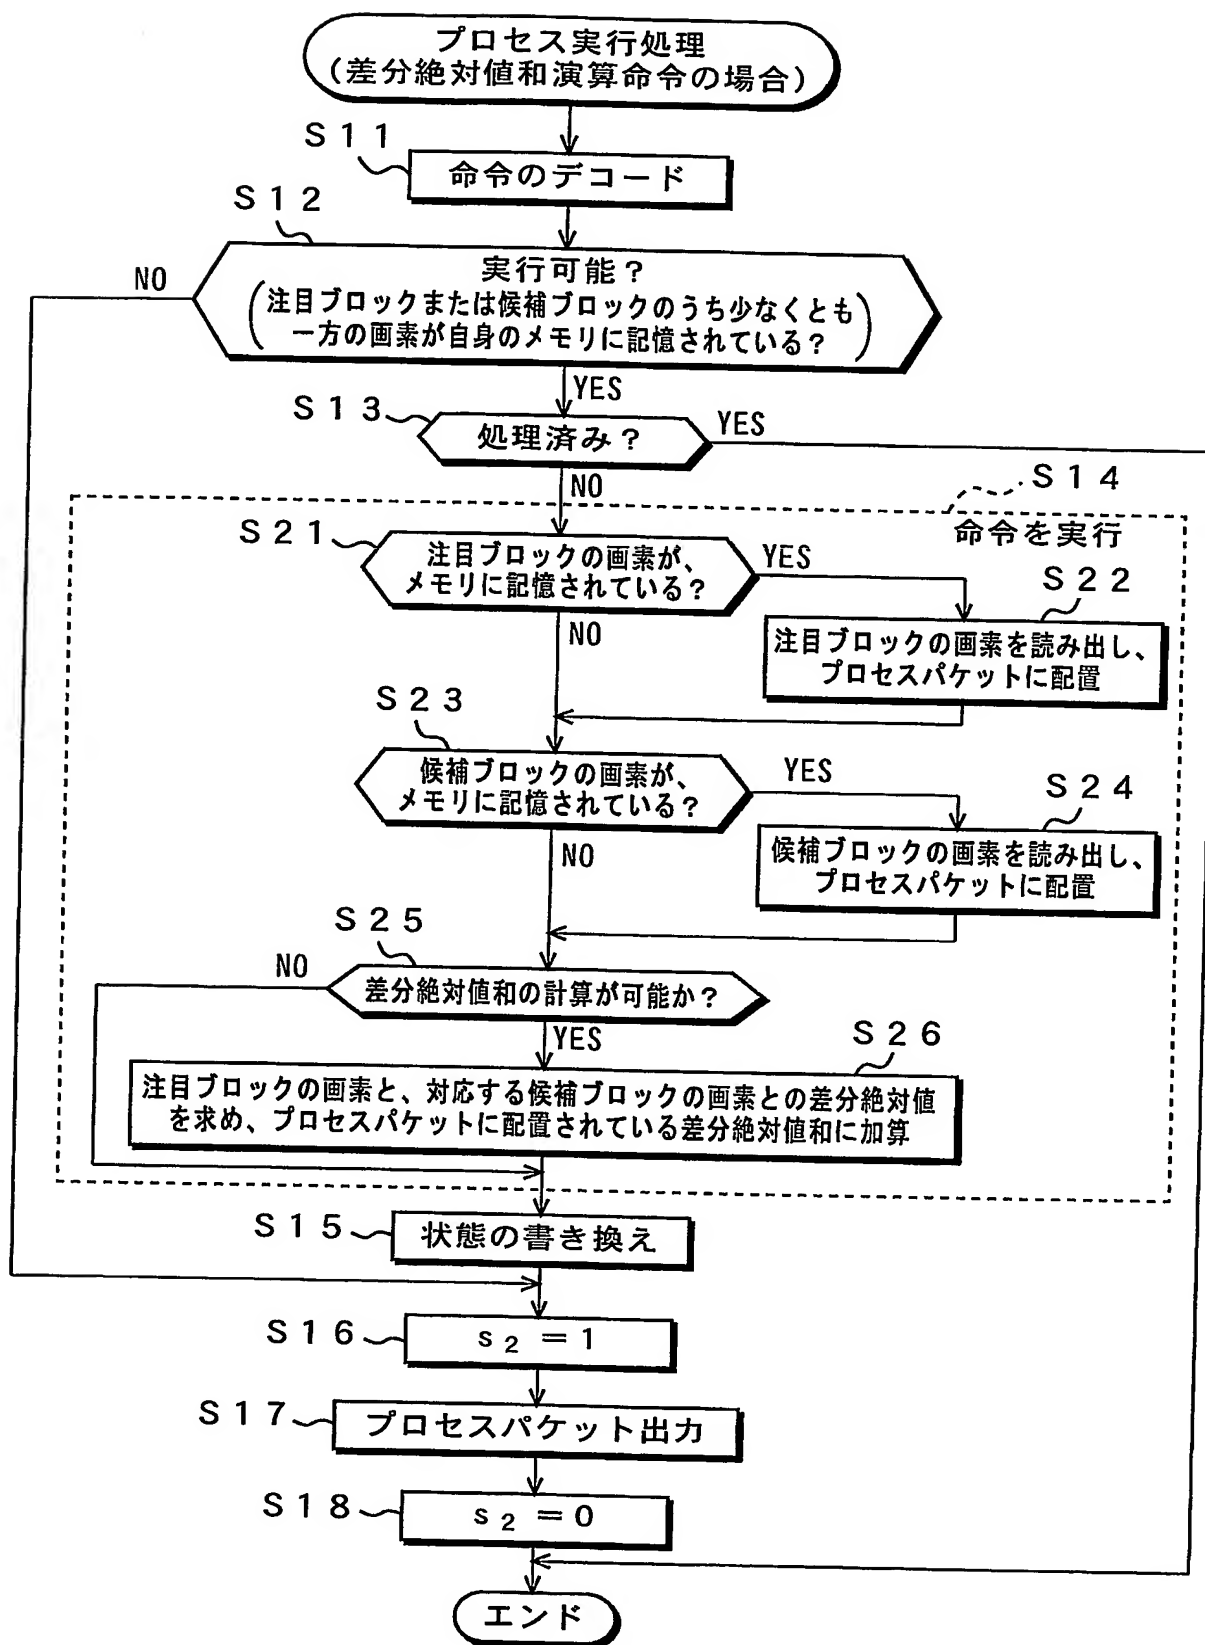 プロセス実行処理
(差分絶対値和演算命令の場合)
S11
命令のデコード
S12
実行可能?
(注目ブロックまたは候補ブロックのうち少なくとも
一方の画素が自身のメモリに記憶されている?)
NO
YES
S13
処理済み?
YES
NO
S14
命令を実行
S21
注目ブロックの画素が、
メモリに記憶されている?
YES
NO
S22
注目ブロックの画素を読み出し、
プロセスパケットに配置
S23
候補ブロックの画素が、
メモリに記憶されている?
YES
NO
S24
候補ブロックの画素を読み出し、
プロセスパケットに配置
S25
差分絶対値和の計算が可能か?
NO
YES
S26
注目ブロックの画素と、対応する候補ブロックの画素との差分絶対値
を求め、プロセスパケットに配置されている差分絶対値和に加算
S15
状態の書き換え
S16
s₂=1
S17
プロセスパケット出力
S18
s₂=0
エンド